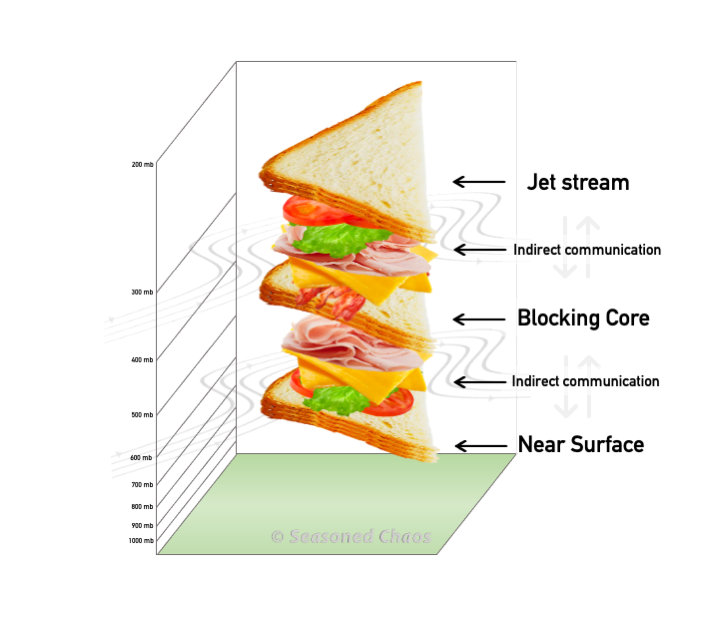 200 mb
Jet stream
Indirect communication
300 mb
Blocking Core
400 mb
Indirect communication
500 mb
Near Surface
600 mb
700 mb
800 mb
900 mb
1000 mb
© Seasoned Chaos